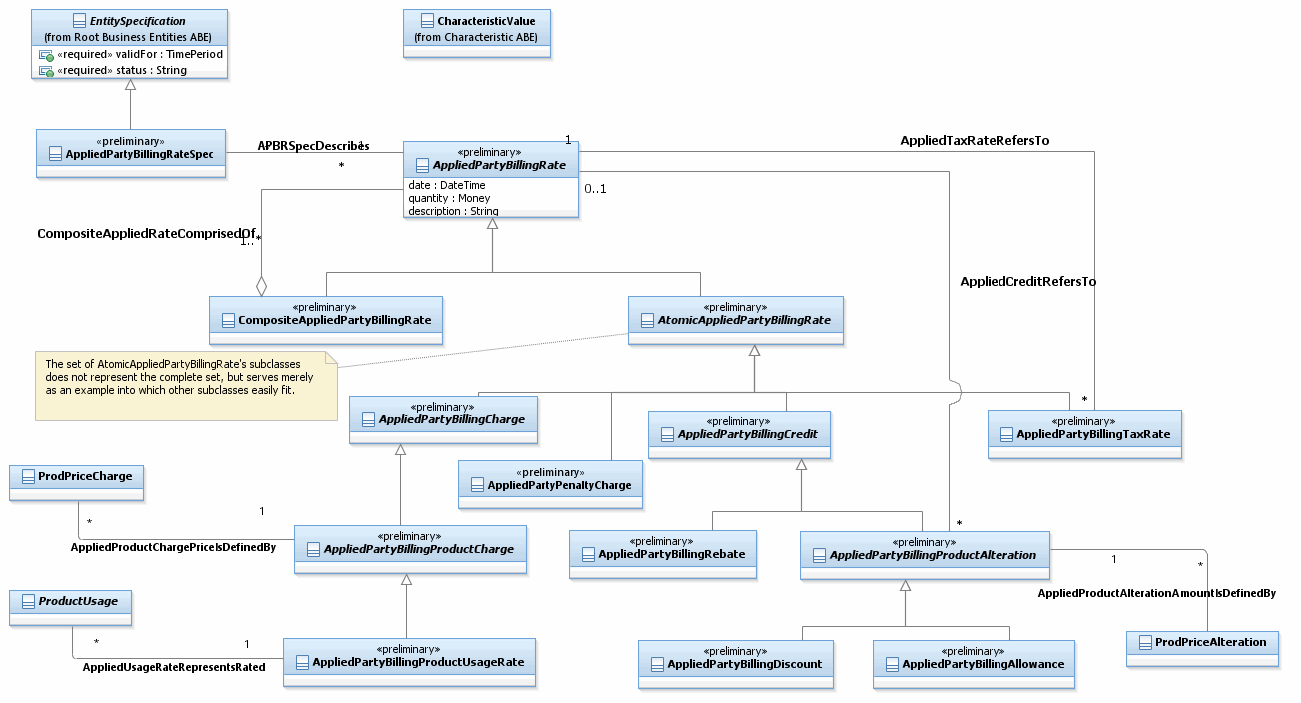 EntitySpecification
(from Root Business Entities ABE)
«required» validFor : TimePeriod
«required» status : String
CharacteristicValue
(from Characteristic ABE)
«preliminary»
AppliedPartyBillingRateSpec
APBRSpecDescribes
1
*
«preliminary»
AppliedPartyBillingRate
date : DateTime
quantity : Money
description : String
1
0..1
AppliedTaxRateRefersTo
CompositeAppliedRateComprisedOf
1..*
AppliedCreditRefersTo
«preliminary»
CompositeAppliedPartyBillingRate
«preliminary»
AtomicAppliedPartyBillingRate
The set of AtomicAppliedPartyBillingRate's subclasses
does not represent the complete set, but serves merely
as an example into which other subclasses easily fit.
«preliminary»
AppliedPartyBillingCharge
«preliminary»
AppliedPartyBillingCredit
*
«preliminary»
AppliedPartyBillingTaxRate
«preliminary»
AppliedPartyPenaltyCharge
ProdPriceCharge
*
1
AppliedProductChargePriceIsDefinedBy
«preliminary»
AppliedPartyBillingProductCharge
«preliminary»
AppliedPartyBillingRebate
*
«preliminary»
AppliedPartyBillingProductAlteration
1
*
AppliedProductAlterationAmountIsDefinedBy
ProductUsage
*
1
AppliedUsageRateRepresentsRated
«preliminary»
AppliedPartyBillingProductUsageRate
«preliminary»
AppliedPartyBillingDiscount
«preliminary»
AppliedPartyBillingAllowance
ProdPriceAlteration